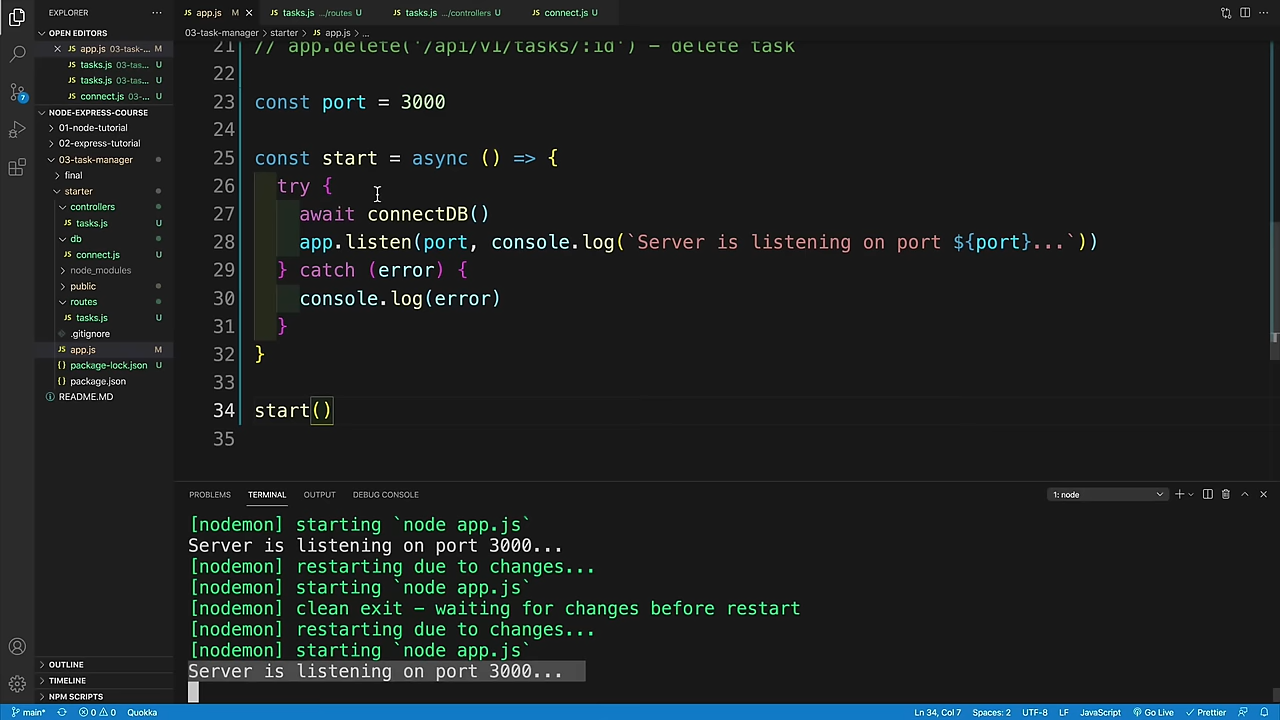 EXPLORER
OPEN EDITORS
app.js 03-task-... M
tasks.js 03-tas... U
tasks.js 03-tas... U
connect.js 03-... U
NODE-EXPRESS-COURSE
01-node-tutorial
02-express-tutorial
03-task-manager
final
starter
controllers
JS tasks.js U
db
JS connect.js U
node_modules
public
routes
JS tasks.js U
.gitignore
JS app.js M
{} package-lock.json U
{} package.json
README.MD
OUTLINE
TIMELINE
NPM SCRIPTS
JS app.js M
JS tasks.js .../routes U
JS tasks.js .../controllers U
JS connect.js U
03-task-manager > starter > JS app.js > ...
21 // app.delete('/api/v1/tasks/:id') - delete task
22
23 const port = 3000
24
25 const start = async () => {
26 try {
27 await connectDB()
28 app.listen(port, console.log(`Server is listening on port ${port}...`))
29 } catch (error) {
30 console.log(error)
31 }
32 }
33
34 start()
35
PROBLEMS TERMINAL OUTPUT DEBUG CONSOLE
1: node
[nodemon] starting `node app.js`
Server is listening on port 3000...
[nodemon] restarting due to changes...
[nodemon] starting `node app.js`
[nodemon] clean exit - waiting for changes before restart
[nodemon] restarting due to changes...
[nodemon] starting `node app.js`
Server is listening on port 3000...
main* 0 0 Quokka
Ln 34, Col 7 Spaces: 2 UTF-8 LF JavaScript Go Live Prettier